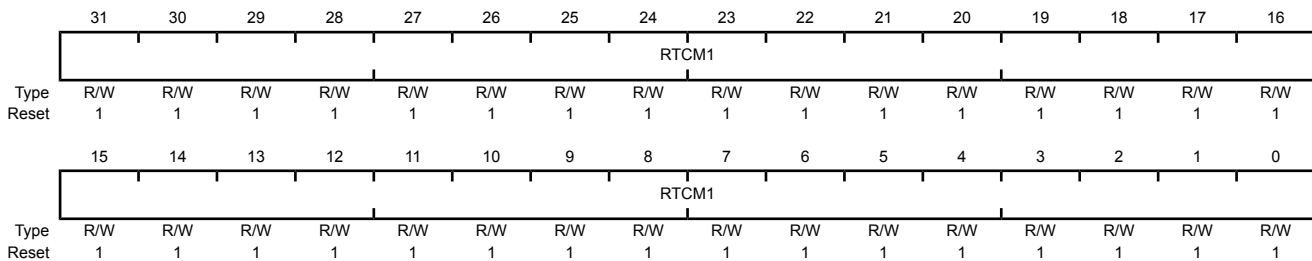 31 30 29 28 27 26 25 24 23 22 21 20 19 18 17 16
RTCM1
Type R/W R/W R/W R/W R/W R/W R/W R/W R/W R/W R/W R/W R/W R/W R/W R/W
Reset 1 1 1 1 1 1 1 1 1 1 1 1 1 1 1 1
15 14 13 12 11 10 9 8 7 6 5 4 3 2 1 0
RTCM1
Type R/W R/W R/W R/W R/W R/W R/W R/W R/W R/W R/W R/W R/W R/W R/W R/W
Reset 1 1 1 1 1 1 1 1 1 1 1 1 1 1 1 1